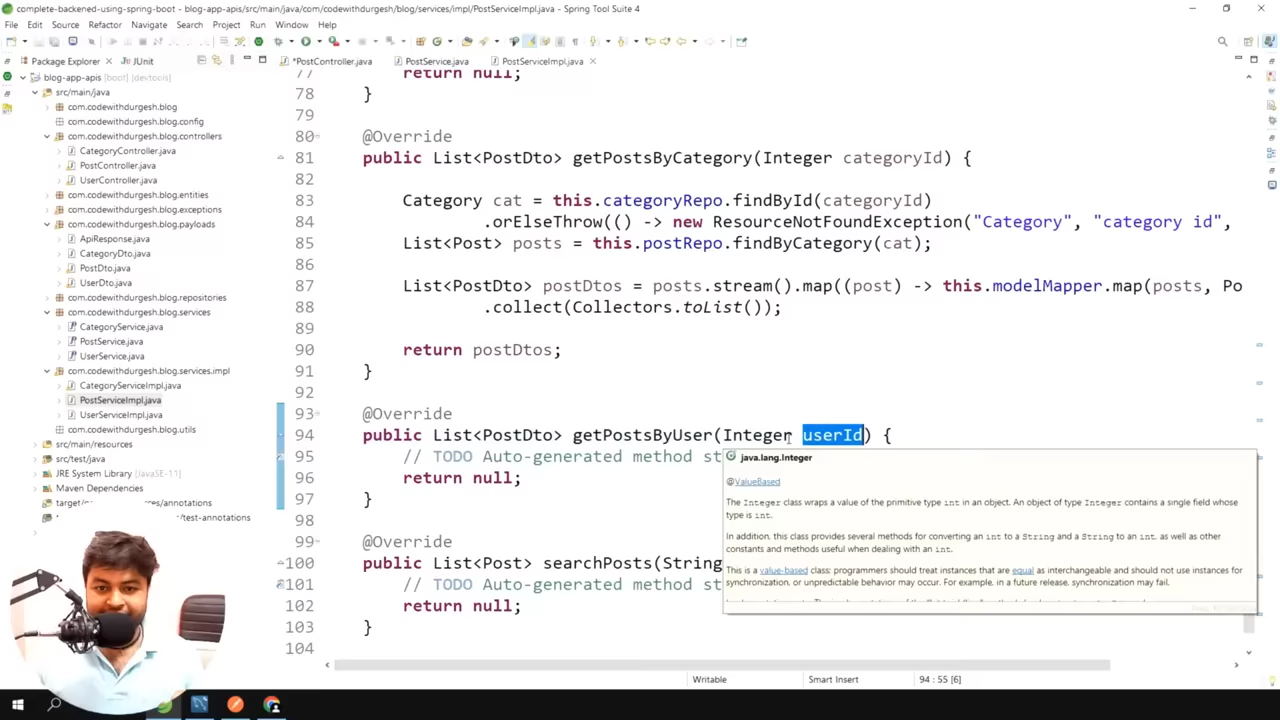 complete-backened-using-spring-boot - blog-app-apis/src/main/java/com/codewithdurgesh/blog/services/impl/PostServiceImpl.java - Spring Tool Suite 4
File Edit Source Refactor Navigate Search Project Run Window Help
Package Explorer JUnit
*PostController.java PostService.java PostServiceImpl.java
blog-app-apis [boot] [devtools]
src/main/java
com.codewithdurgesh.blog
com.codewithdurgesh.blog.config
com.codewithdurgesh.blog.controllers
CategoryController.java
PostController.java
UserController.java
com.codewithdurgesh.blog.entities
com.codewithdurgesh.blog.exceptions
com.codewithdurgesh.blog.payloads
ApiResponse.java
CategoryDto.java
PostDto.java
UserDto.java
com.codewithdurgesh.blog.repositories
com.codewithdurgesh.blog.services
CategoryService.java
PostService.java
UserService.java
com.codewithdurgesh.blog.services.impl
CategoryServiceImpl.java
PostServiceImpl.java
UserServiceImpl.java
com.codewithdurgesh.blog.utils
src/main/resources
src/test/java
JRE System Library [JavaSE-11]
Maven Dependencies
target/ /annotations
t /test-annotations
77 return null;
78 }
79
80 @Override
81 public List<PostDto> getPostsByCategory(Integer categoryId) {
82
83 Category cat = this.categoryRepo.findById(categoryId)
84 .orElseThrow(() -> new ResourceNotFoundException("Category", "category id",
85 List<Post> posts = this.postRepo.findByCategory(cat);
86
87 List<PostDto> postDtos = posts.stream().map((post) -> this.modelMapper.map(posts, Po
88 .collect(Collectors.toList());
89
90 return postDtos;
91 }
92
93 @Override
94 public List<PostDto> getPostsByUser(Integer userId) {
95 // TODO Auto-generated method st
96 return null;
97 }
98
99 @Override
100 public List<Post> searchPosts(String
101 // TODO Auto-generated method st
102 return null;
103 }
104
java.lang.Integer
@ValueBased
The Integer class wraps a value of the primitive type int in an object. An object of type Integer contains a single field whose
type is int.
In addition, this class provides several methods for converting an int to a String and a String to an int, as well as other
constants and methods useful when dealing with an int.
This is a value-based class; programmers should treat instances that are equal as interchangeable and should not use instances for
synchronization, or unpredictable behavior may occur. For example, in a future release, synchronization may fail.
Writable Smart Insert 94 : 55 [6]